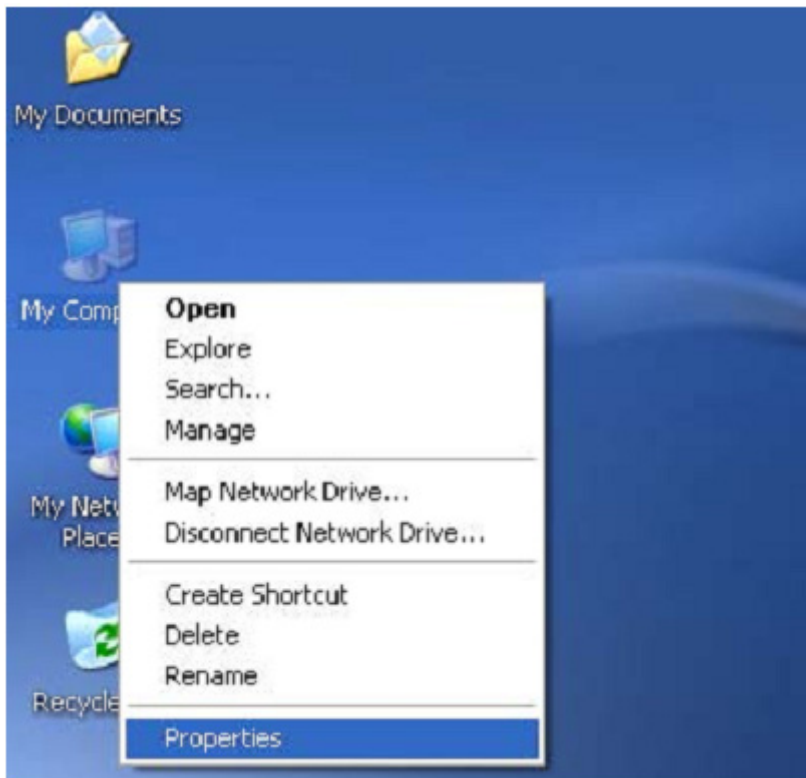 My Documents
My Comp
Open
Explore
Search...
Manage
My Netw
Place
Map Network Drive...
Disconnect Network Drive...
Create Shortcut
Delete
Rename
Recycle
Properties